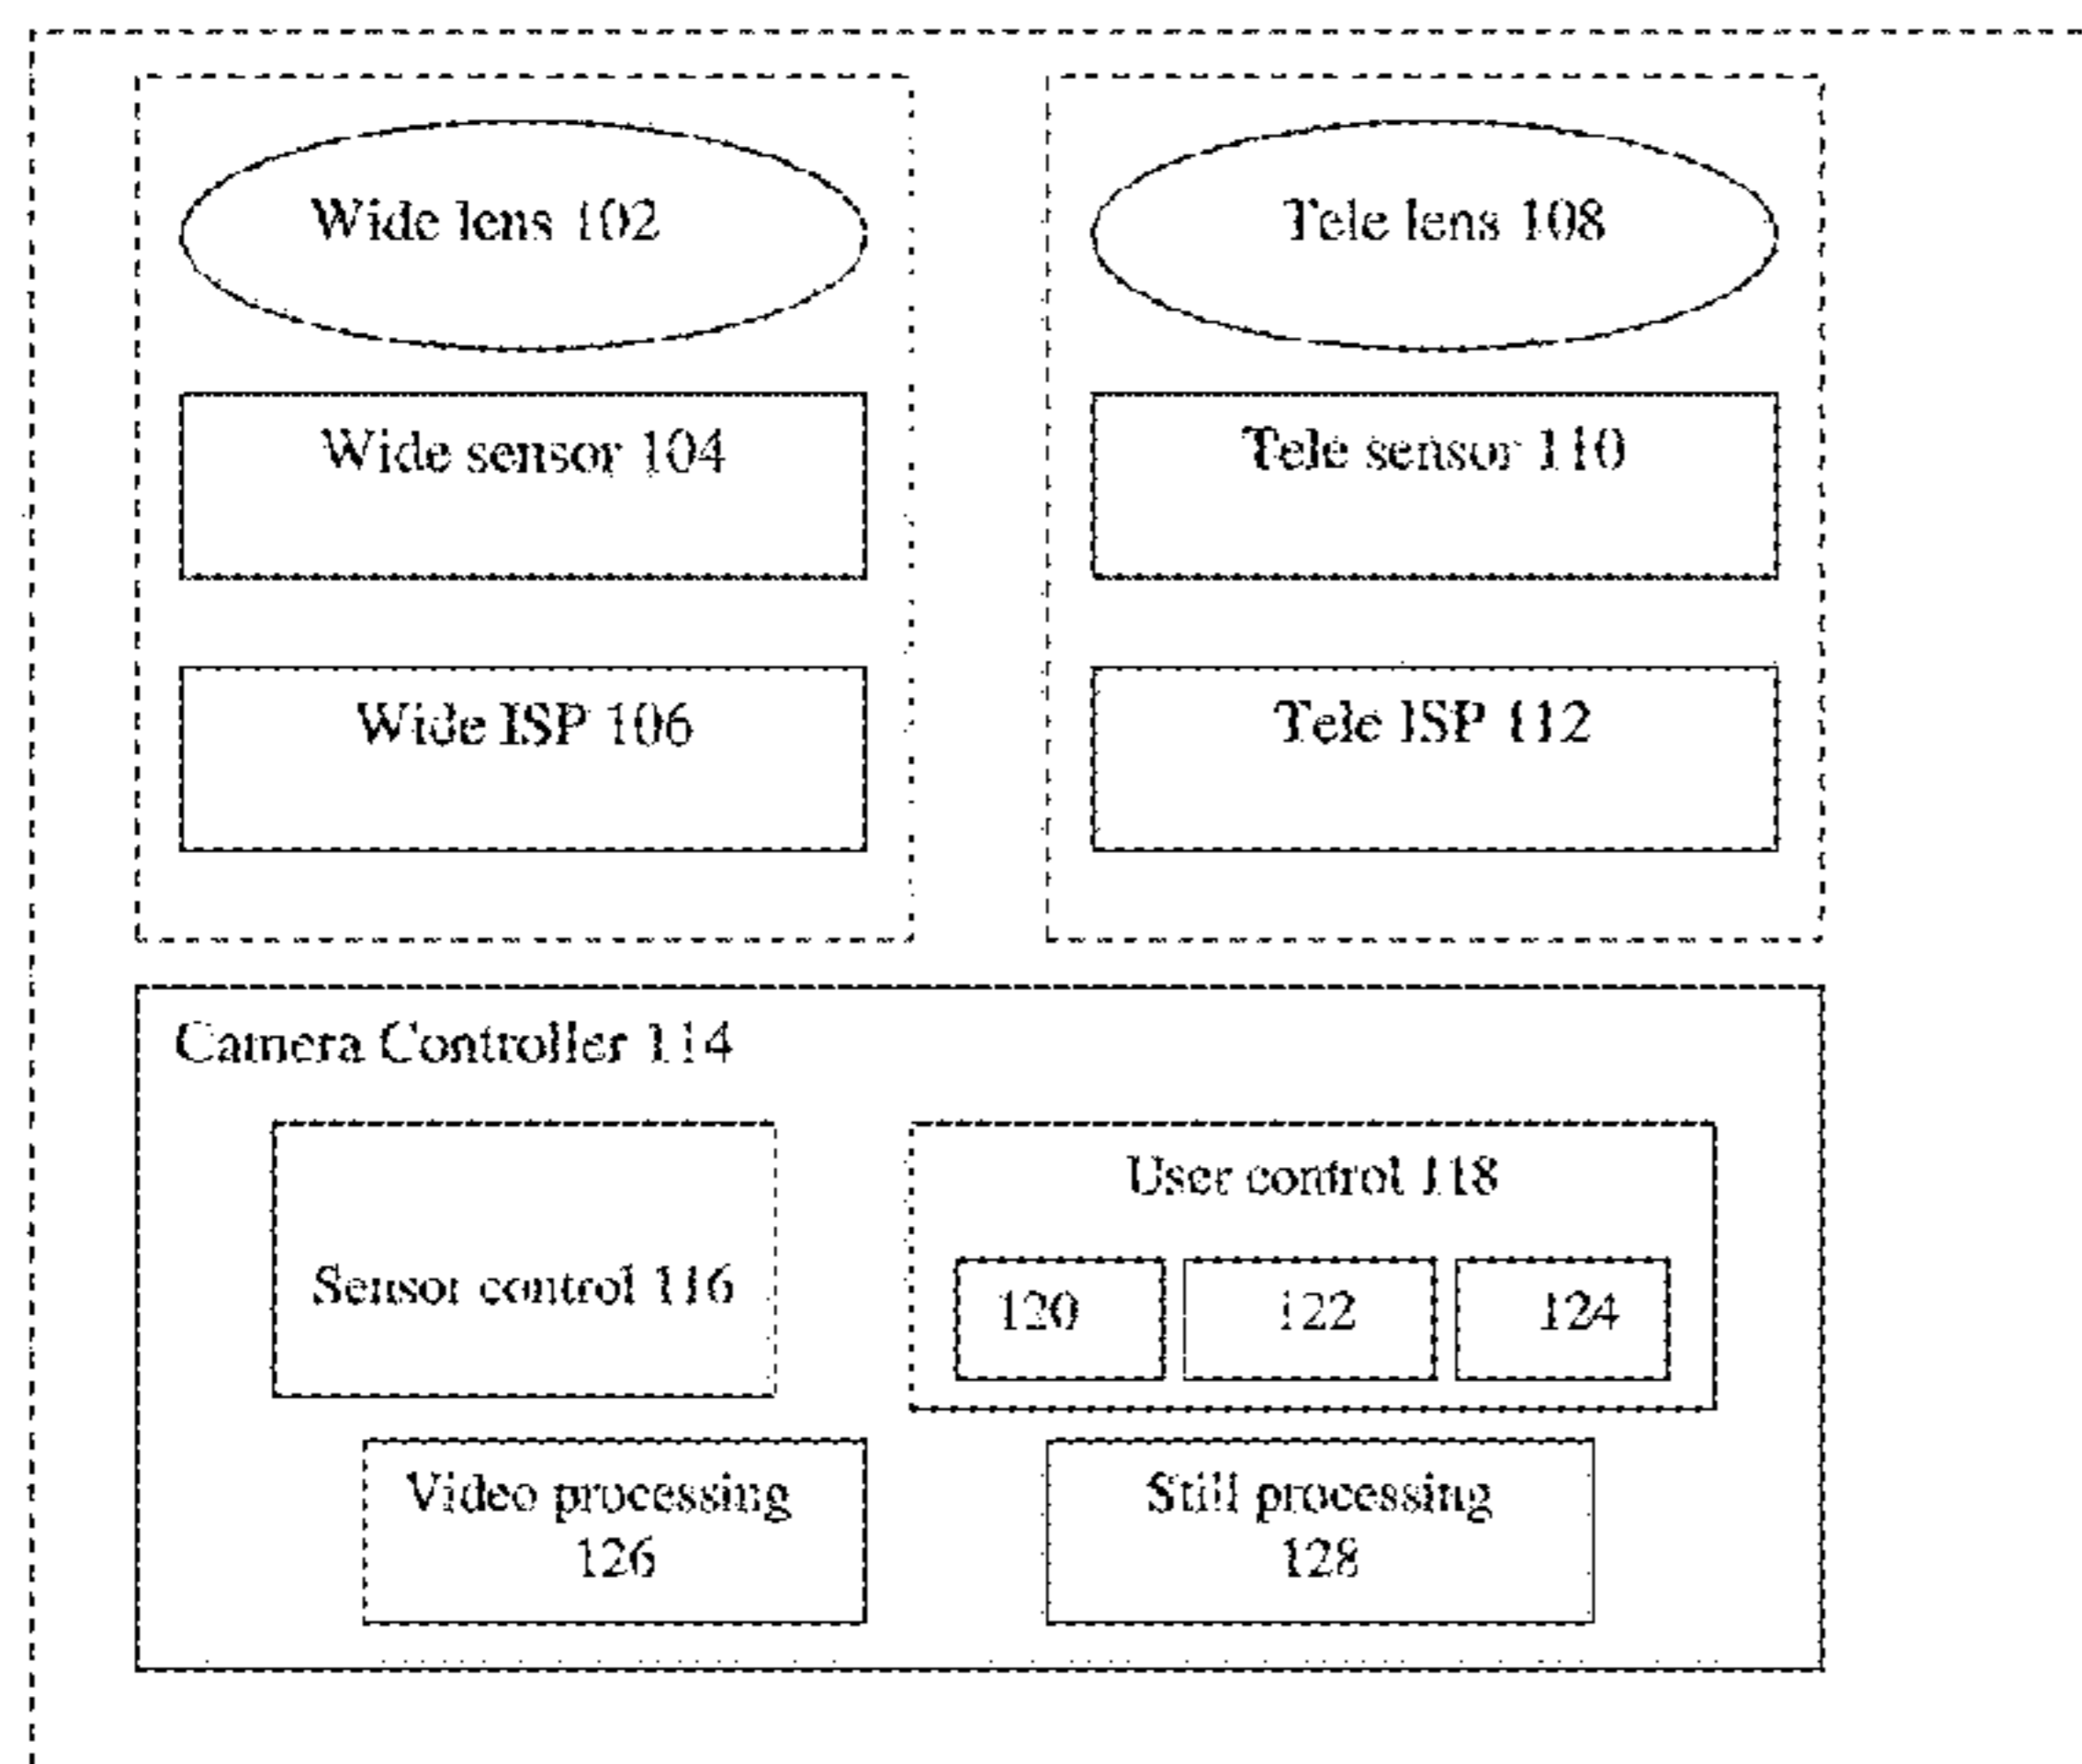 Wide lens 102
Tele lens 108
Wide sensor 104
Tele sensor 110
Wide ISP 106
Tele ISP 112
Camera Controller 114
Sensor control 116
User control 118
120
122
124
Video processing
126
Still processing
128